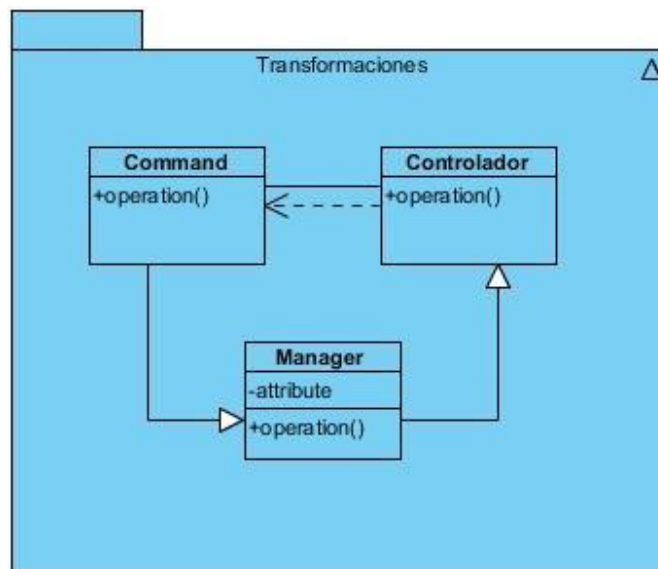 Transformaciones
Command
+operation()
Controlador
+operation()
Manager
-attribute
+operation()